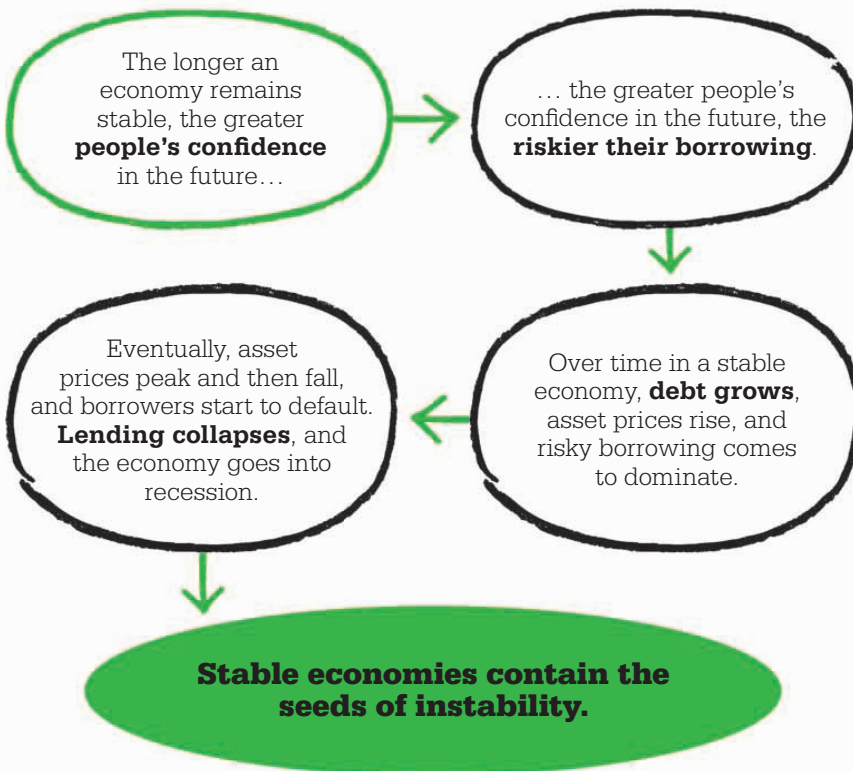 The longer an
economy remains
stable, the greater
people's confidence
in the future…
… the greater people's
confidence in the future, the
riskier their borrowing.
Over time in a stable
economy, debt grows,
asset prices rise, and
risky borrowing comes
to dominate.
Eventually, asset
prices peak and then fall,
and borrowers start to default.
Lending collapses, and
the economy goes into
recession.
Stable economies contain the
seeds of instability.